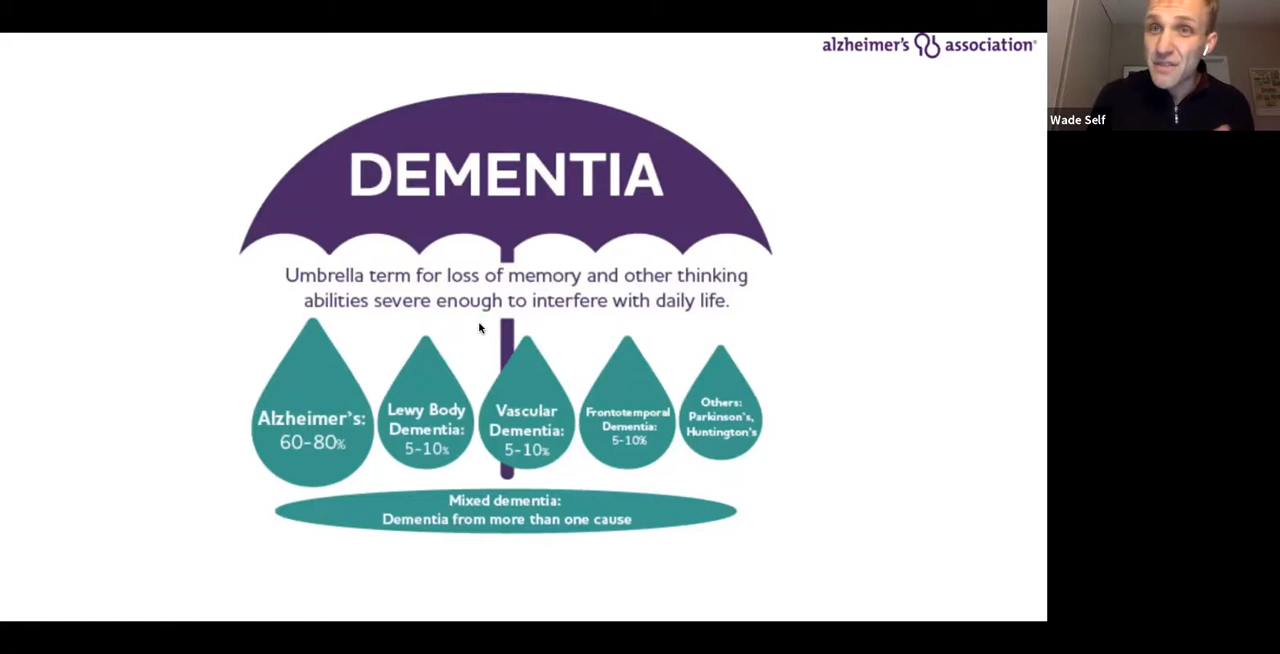 alzheimer's association®
Wade Self
DEMENTIA
Umbrella term for loss of memory and other thinking
abilities severe enough to interfere with daily life.
Alzheimer's:
60-80%
Lewy Body
Dementia:
5-10%
Vascular
Dementia:
5-10%
Frontotemporal
Dementia:
5-10%
Others:
Parkinson's,
Huntington's
Mixed dementia:
Dementia from more than one cause